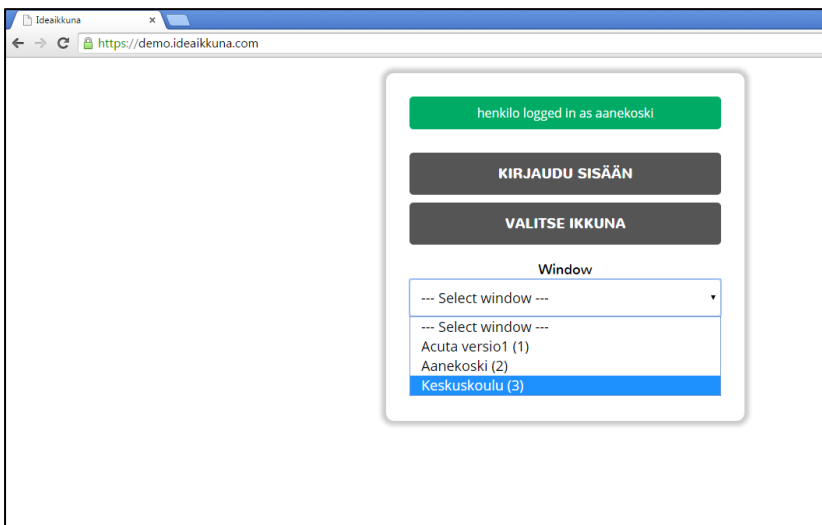 Ideaikkuna
https://demo.ideaikkuna.com
henkilo logged in as aanekoski
KIRJAUDU SISÄÄN
VALITSE IKKUNA
Window
--- Select window ---
--- Select window ---
Acuta versio1 (1)
Aanekoski (2)
Keskuskoulu (3)